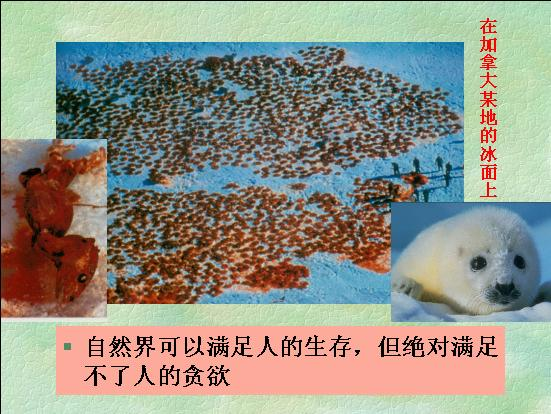 在加拿大某地的冰面上
自然界可以满足人的生存，但绝对满足
不了人的贪欲